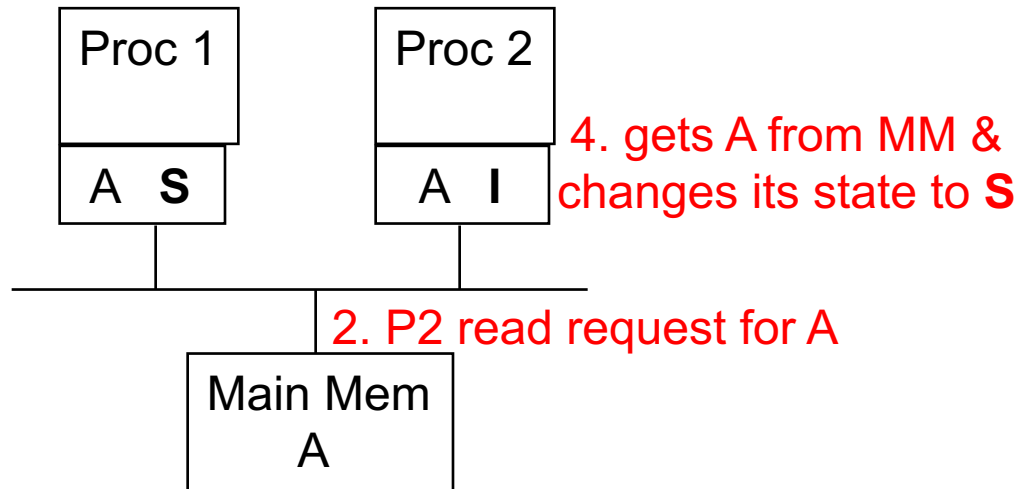 Proc 1
Proc 2
4. gets A from MM &
changes its state to S
A S
A I
2. P2 read request for A
Main Mem
A